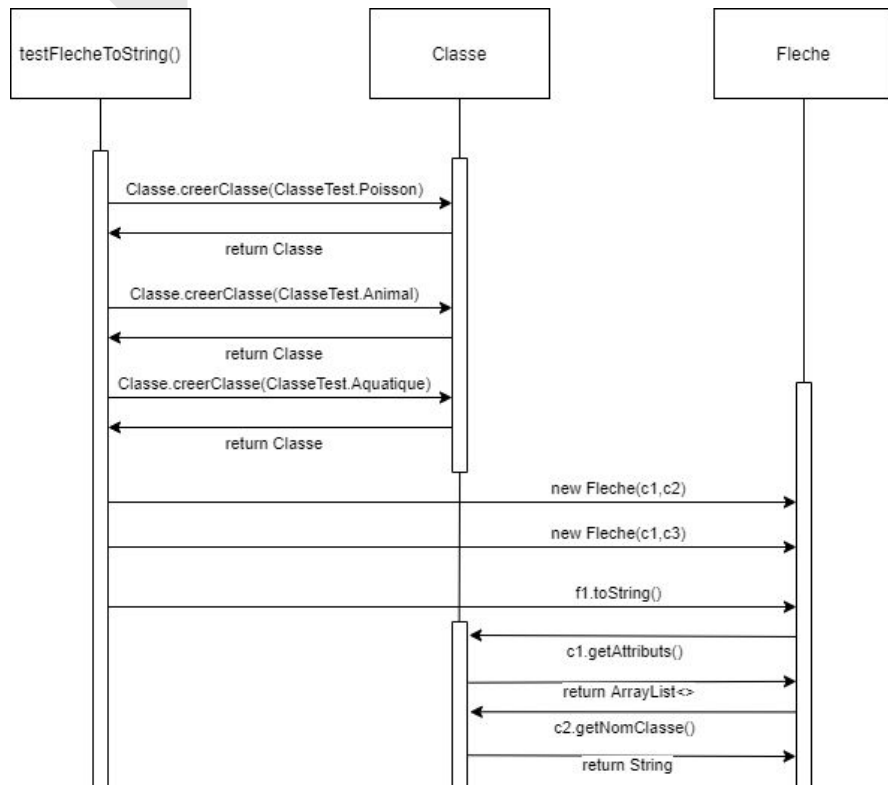 testFlecheToString()
Classe
Fleche
Classe.creerClasse(ClasseTest.Poisson)
return Classe
Classe.creerClasse(ClasseTest.Animal)
return Classe
Classe.creerClasse(ClasseTest.Aquatique)
return Classe
new Fleche(c1,c2)
new Fleche(c1,c3)
f1.toString()
c1.getAttributs()
return ArrayList<>
c2.getNomClasse()
return String